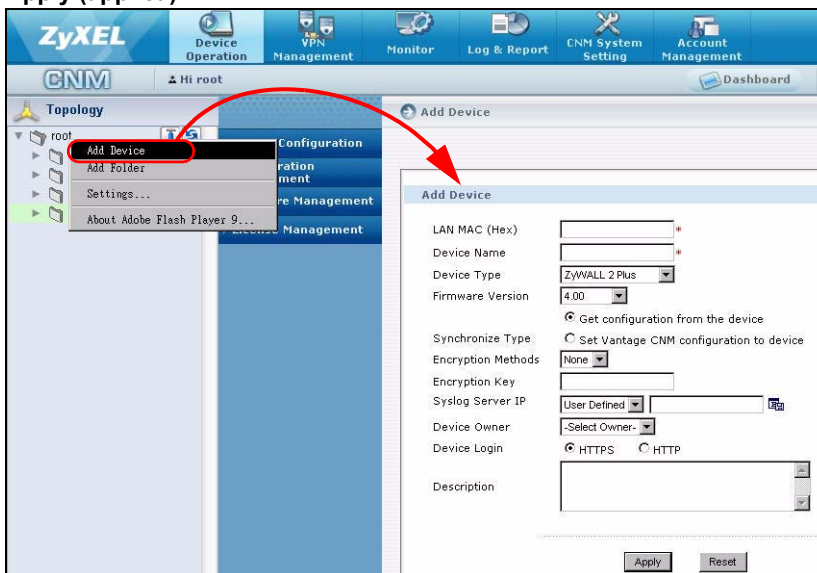 ZyXEL
Device Operation
VPN Management
Monitor
Log & Report
CNM System Setting
Account Management
CNM
Hi root
Dashboard
Topology
root
Add Device
Add Folder
Settings...
About Adobe Flash Player 9...
Configuration
ration
ment
re Management
Management
Add Device
Add Device
LAN MAC (Hex) *
Device Name *
Device Type ZyWALL 2 Plus
Firmware Version 4.00
Get configuration from the device
Synchronize Type Set Vantage CNM configuration to device
Encryption Methods None
Encryption Key
Syslog Server IP User Defined
Device Owner -Select Owner-
Device Login HTTPS HTTP
Description
Apply Reset